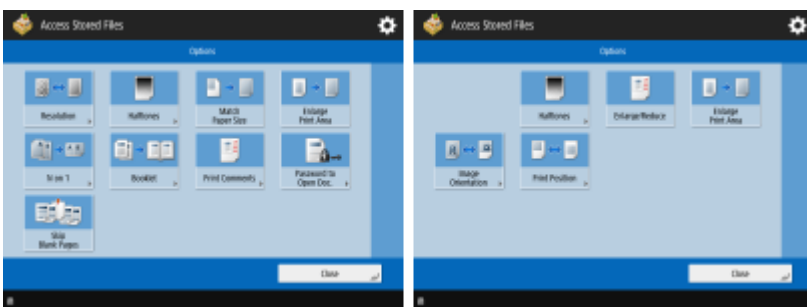 Access Stored Files
Options
Resolution
Halftones
Match
Paper Size
Enlarge
Print Area
N on 1
Booklet
Print Comments
Password to
Open Doc.
Skip
Blank Pages
Close
Access Stored Files
Options
Halftones
Enlarge/Reduce
Enlarge
Print Area
Image
Orientation
Print Position
Close